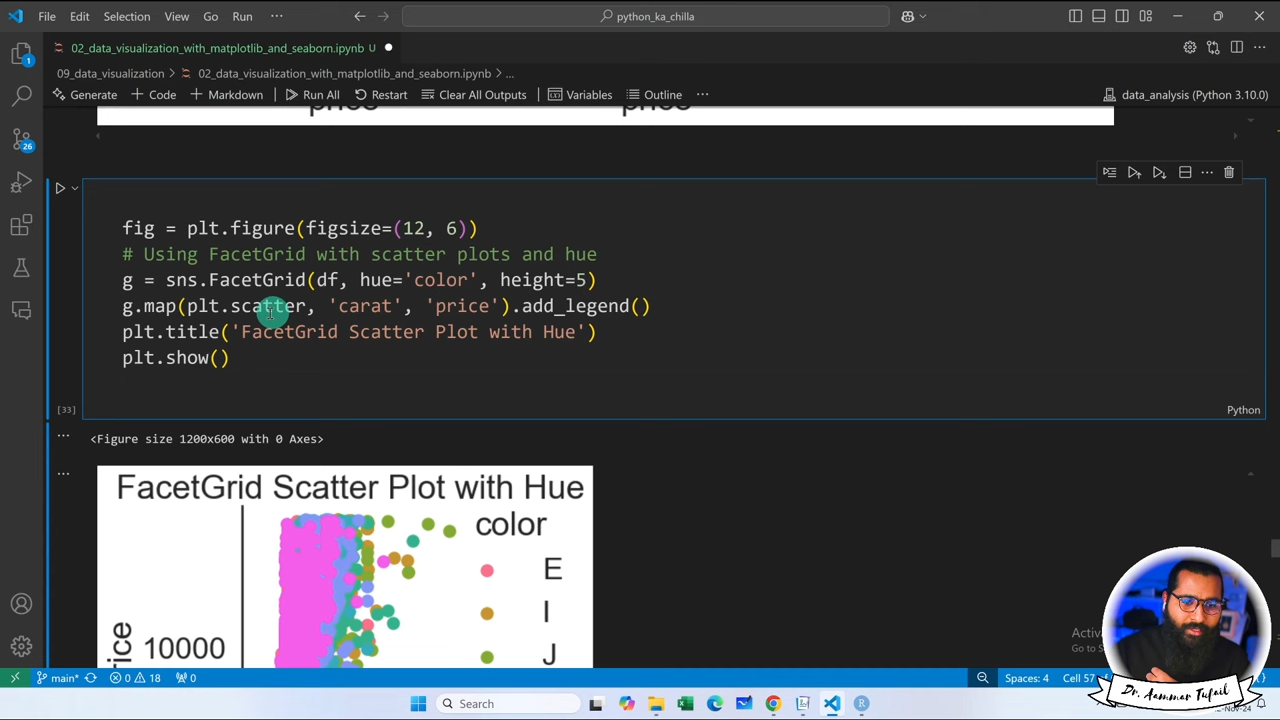 File Edit Selection View Go Run ···
python_ka_chilla
02_data_visualization_with_matplotlib_and_seaborn.ipynb U
09_data_visualization > 02_data_visualization_with_matplotlib_and_seaborn.ipynb > ...
Generate + Code + Markdown Run All Restart Clear All Outputs Variables Outline ···
data_analysis (Python 3.10.0)
price price
fig = plt.figure(figsize=(12, 6))
# Using FacetGrid with scatter plots and hue
g = sns.FacetGrid(df, hue='color', height=5)
g.map(plt.scatter, 'carat', 'price').add_legend()
plt.title('FacetGrid Scatter Plot with Hue')
plt.show()
[33]
Python
<Figure size 1200x600 with 0 Axes>
FacetGrid Scatter Plot with Hue
color
E
I
J
10000
main* 0 18 0
Spaces: 4 Cell 57
Search
Dr. Aammar Tufail